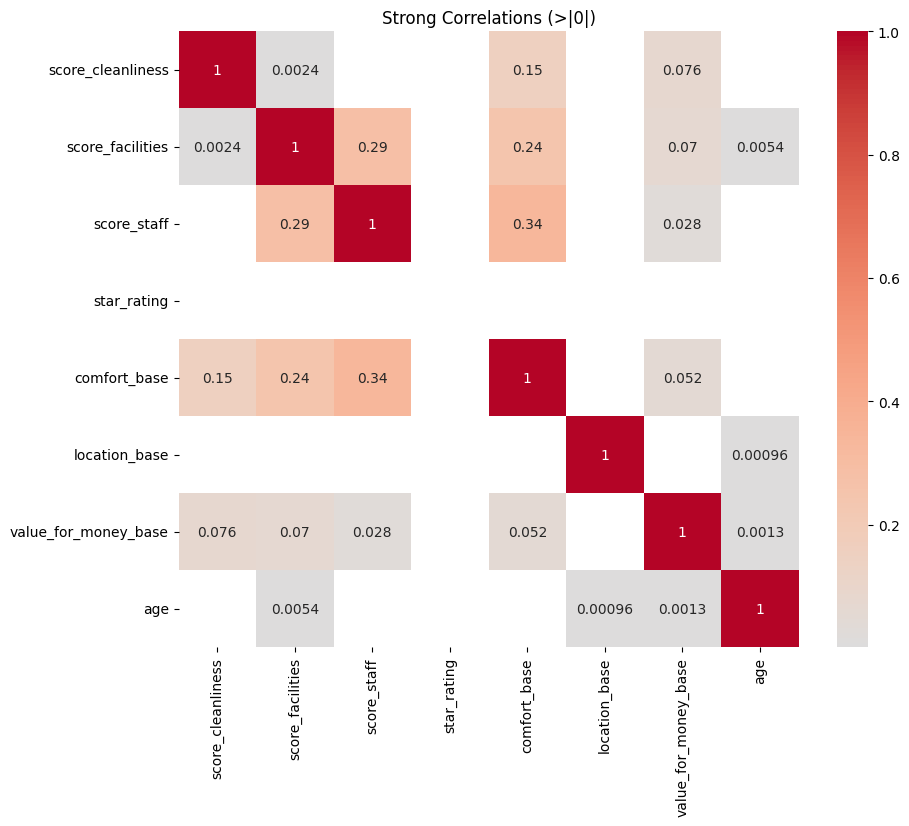 Strong Correlations (>|0|)
score_cleanliness 1 0.0024 0.15 0.076
score_facilities 0.0024 1 0.29 0.24 0.07 0.0054
score_staff 0.29 1 0.34 0.028
star_rating
comfort_base 0.15 0.24 0.34 1 0.052
location_base 1 0.00096
value_for_money_base 0.076 0.07 0.028 0.052 1 0.0013
age 0.0054 0.00096 0.0013 1
score_cleanliness
score_facilities
score_staff
star_rating
comfort_base
location_base
value_for_money_base
age
1.0
0.8
0.6
0.4
0.2